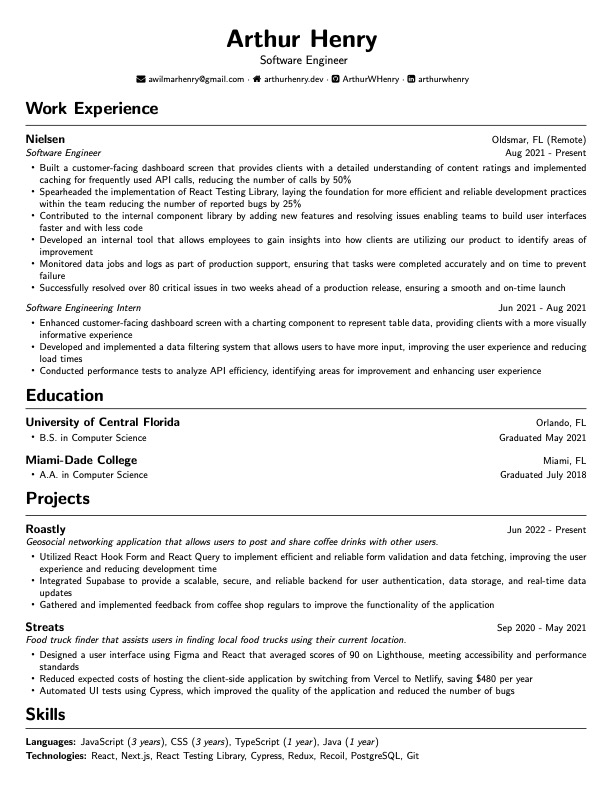 Arthur Henry
Software Engineer
awilmarhenry@gmail.com · arthurhenry.dev · ArthurWHenry · arthurwhenry
Work Experience
Nielsen Oldsmar, FL (Remote)
Software Engineer Aug 2021 - Present
• Built a customer-facing dashboard screen that provides clients with a detailed understanding of content ratings and implemented
caching for frequently used API calls, reducing the number of calls by 50%
• Spearheaded the implementation of React Testing Library, laying the foundation for more efficient and reliable development practices
within the team reducing the number of reported bugs by 25%
• Contributed to the internal component library by adding new features and resolving issues enabling teams to build user interfaces
faster and with less code
• Developed an internal tool that allows employees to gain insights into how clients are utilizing our product to identify areas of
improvement
• Monitored data jobs and logs as part of production support, ensuring that tasks were completed accurately and on time to prevent
failure
• Successfully resolved over 80 critical issues in two weeks ahead of a production release, ensuring a smooth and on-time launch
Software Engineering Intern Jun 2021 - Aug 2021
• Enhanced customer-facing dashboard screen with a charting component to represent table data, providing clients with a more visually
informative experience
• Developed and implemented a data filtering system that allows users to have more input, improving the user experience and reducing
load times
• Conducted performance tests to analyze API efficiency, identifying areas for improvement and enhancing user experience
Education
University of Central Florida Orlando, FL
• B.S. in Computer Science Graduated May 2021
Miami-Dade College Miami, FL
• A.A. in Computer Science Graduated July 2018
Projects
Roastly Jun 2022 - Present
Geosocial networking application that allows users to post and share coffee drinks with other users.
• Utilized React Hook Form and React Query to implement efficient and reliable form validation and data fetching, improving the user
experience and reducing development time
• Integrated Supabase to provide a scalable, secure, and reliable backend for user authentication, data storage, and real-time data
updates
• Gathered and implemented feedback from coffee shop regulars to improve the functionality of the application
Streats Sep 2020 - May 2021
Food truck finder that assists users in finding local food trucks using their current location.
• Designed a user interface using Figma and React that averaged scores of 90 on Lighthouse, meeting accessibility and performance
standards
• Reduced expected costs of hosting the client-side application by switching from Vercel to Netlify, saving $480 per year
• Automated UI tests using Cypress, which improved the quality of the application and reduced the number of bugs
Skills
Languages: JavaScript (3 years), CSS (3 years), TypeScript (1 year), Java (1 year)
Technologies: React, Next.js, React Testing Library, Cypress, Redux, Recoil, PostgreSQL, Git